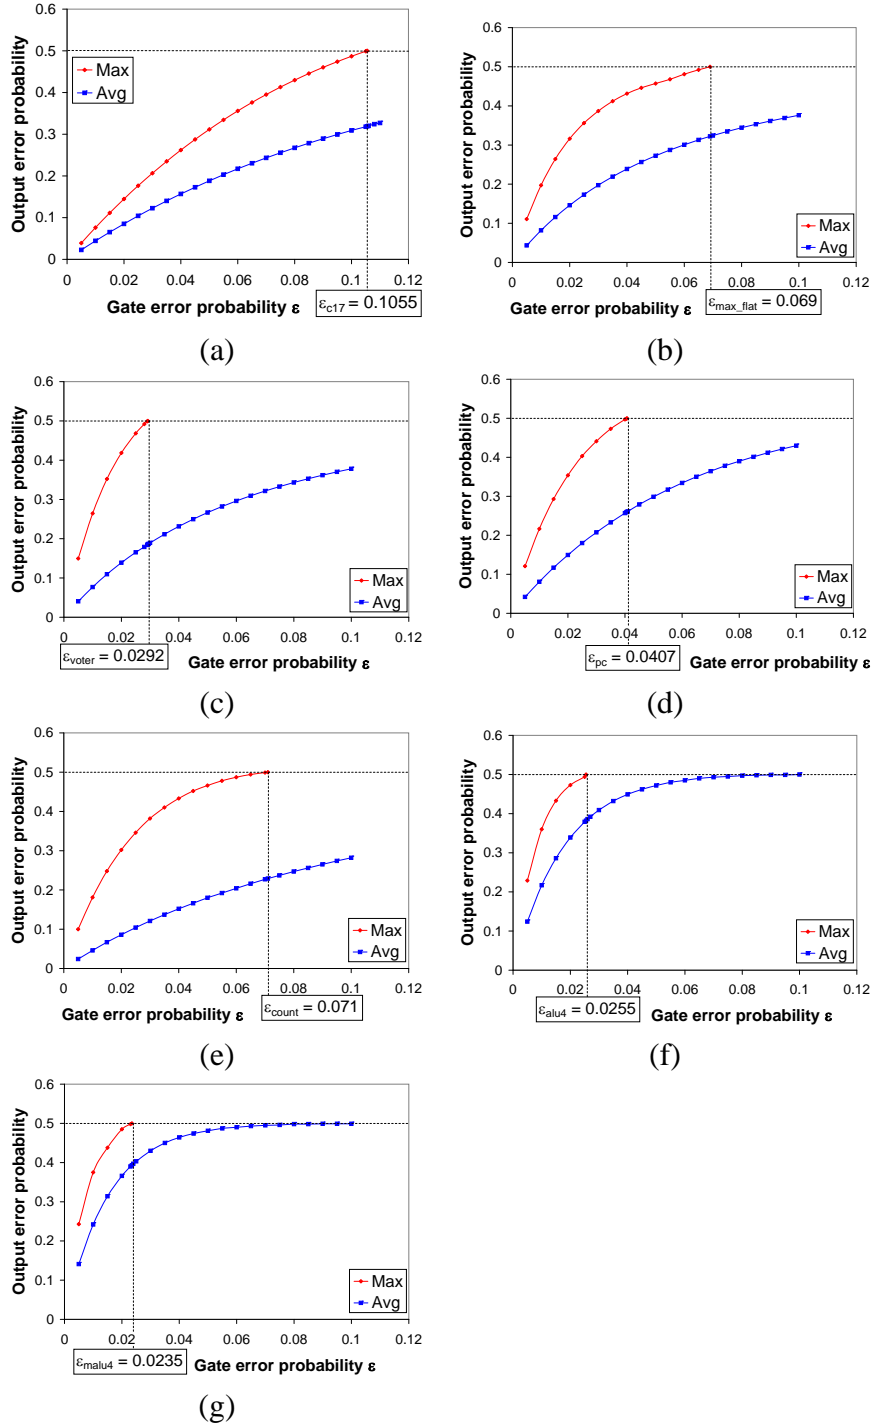 0.6
0.5
0.4
0.3
0.2
0.1
0
Output error probability
Max
Avg
0 0.02 0.04 0.06 0.08 0.1 0.12
Gate error probability ε
ε_c17 = 0.1055
(a)
0.6
0.5
0.4
0.3
0.2
0.1
0
Output error probability
Max
Avg
0 0.02 0.04 0.06 0.08 0.1 0.12
Gate error probability ε
ε_max_flat = 0.069
(b)
0.6
0.5
0.4
0.3
0.2
0.1
0
Output error probability
Max
Avg
0 0.02 0.04 0.06 0.08 0.1 0.12
ε_voter = 0.0292
Gate error probability ε
(c)
0.6
0.5
0.4
0.3
0.2
0.1
0
Output error probability
Max
Avg
0 0.02 0.04 0.06 0.08 0.1 0.12
ε_pc = 0.0407
Gate error probability ε
(d)
0.6
0.5
0.4
0.3
0.2
0.1
0
Output error probability
Max
Avg
0 0.02 0.04 0.06 0.08 0.1 0.12
Gate error probability ε
ε_count = 0.071
(e)
0.6
0.5
0.4
0.3
0.2
0.1
0
Output error probability
Max
Avg
0 0.02 0.04 0.06 0.08 0.1 0.12
ε_alu4 = 0.0255
Gate error probability ε
(f)
0.6
0.5
0.4
0.3
0.2
0.1
0
Output error probability
Max
Avg
0 0.02 0.04 0.06 0.08 0.1 0.12
ε_malu4 = 0.0235
Gate error probability ε
(g)